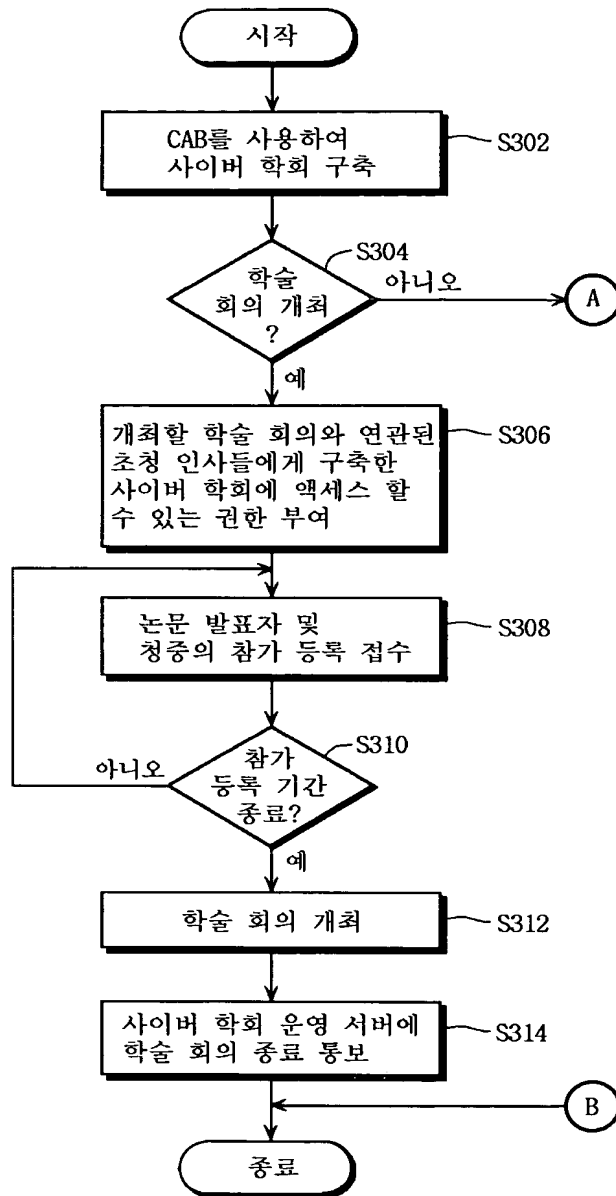 시작
CAB를 사용하여
사이버 학회 구축
S302
S304
학술
회의 개최
?
아니오
A
예
개최할 학술 회의와 연관된
초청 인사들에게 구축한
사이버 학회에 액세스 할
수 있는 권한 부여
S306
논문 발표자 및
청중의 참가 등록 접수
S308
S310
참가
등록 기간
종료?
아니오
예
학술 회의 개최
S312
사이버 학회 운영 서버에
학술 회의 종료 통보
S314
B
종료